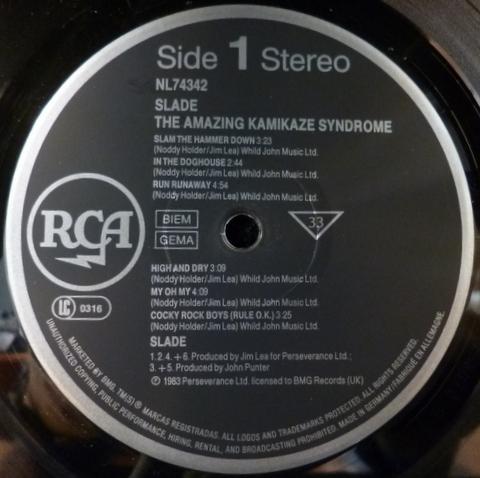 Side 1 Stereo
NL74342
SLADE
THE AMAZING KAMIKAZE SYNDROME
SLAM THE HAMMER DOWN 3:23
(Noddy Holder/Jim Lea) Whild John Music Ltd.
IN THE DOGHOUSE 2:44
(Noddy Holder/Jim Lea) Whild John Music Ltd.
RUN RUNAWAY 4:54
(Noddy Holder/Jim Lea) Whild John Music Ltd.
RCA
BIEM
GEMA
33
HIGH AND DRY 3:09
(Noddy Holder/Jim Lea) Whild John Music Ltd.
MY OH MY 4:09
(Noddy Holder/Jim Lea) Whild John Music Ltd.
COCKY ROCK BOYS (RULE O.K.) 3:25
(Noddy Holder/Jim Lea) Whild John Music Ltd.
LC 0316
SLADE
1. 2. 4. + 6. Produced by Jim Lea for Perseverance Ltd.;
3. + 5. Produced by John Punter
℗ 1983 Perseverance Ltd. licensed to BMG Records (UK)
MARKETED BY BMG, TM(S) ® MARCAS REGISTRADAS. ALL LOGOS AND TRADEMARKS PROTECTED. ALL RIGHTS RESERVED.
UNAUTHORIZED COPYING, PUBLIC PERFORMANCE, HIRING, RENTAL, AND BROADCASTING PROHIBITED. MADE IN GERMANY/FABRIQUÉ EN ALLEMAGNE.